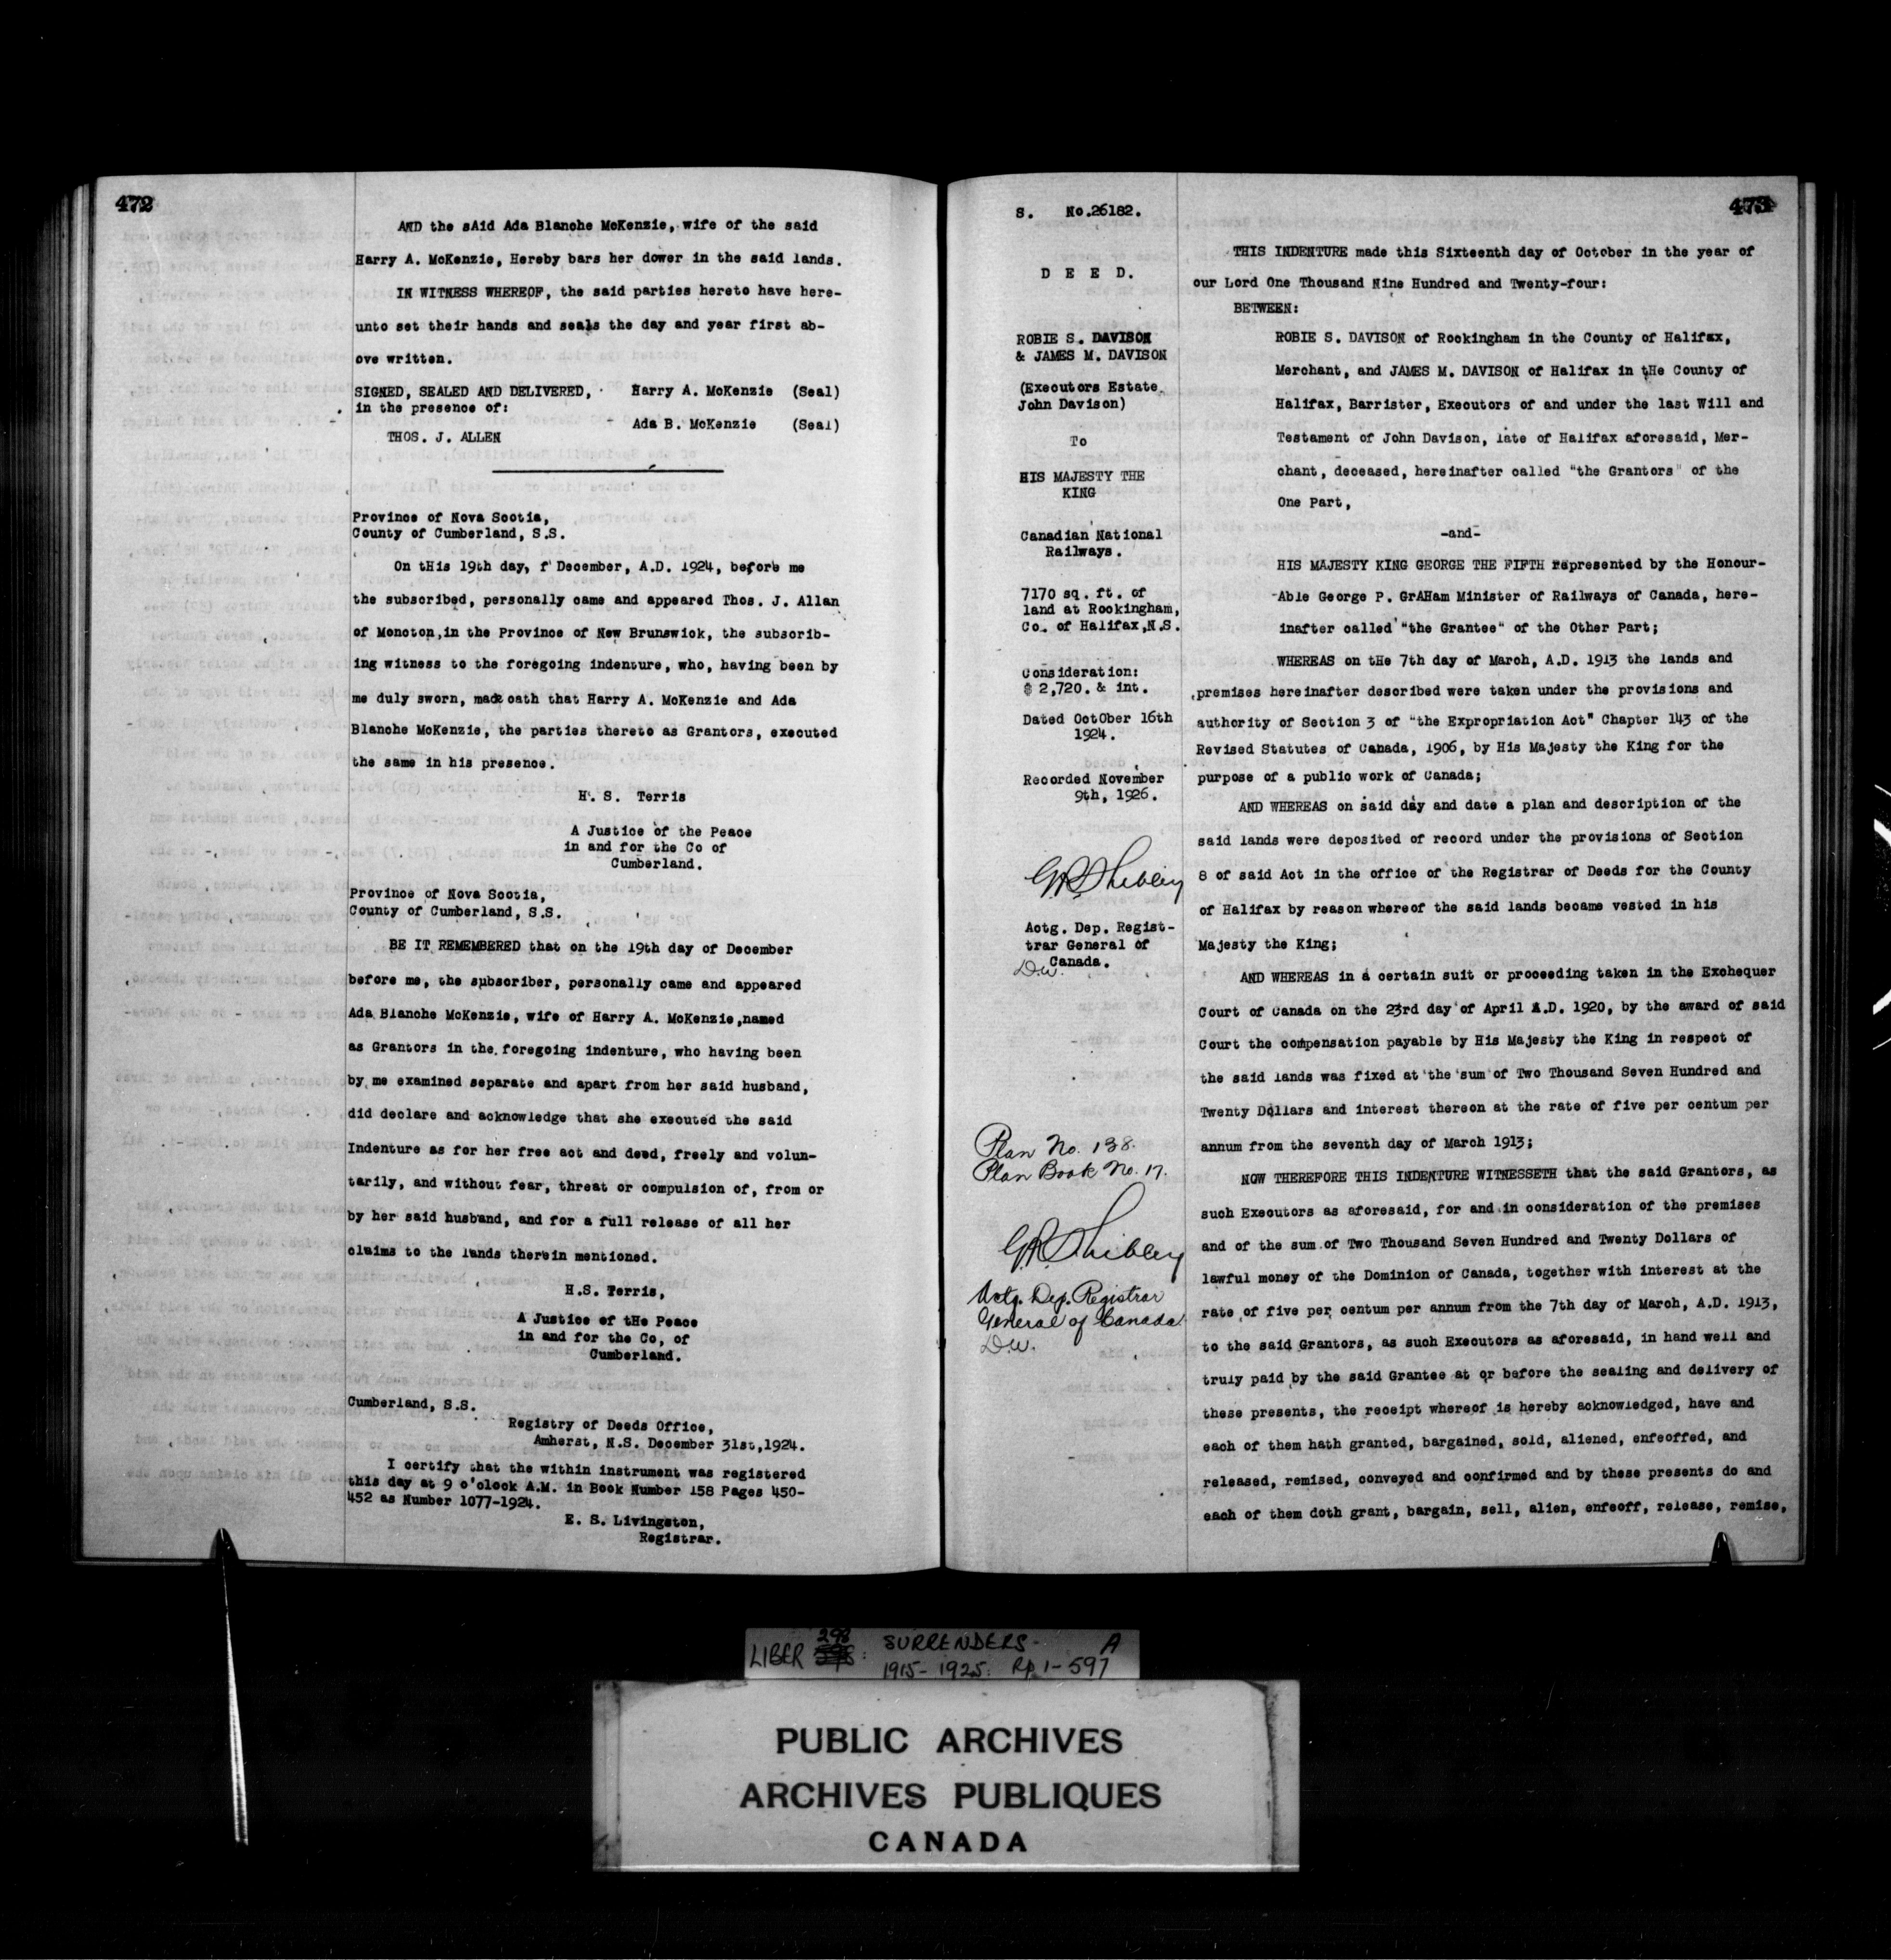 472
AND the sAid Ada Blanche McKenzie, wife of the said
Harry A. McKenzie, Hereby bars her dower in the said lands.
IN WITNESS WHEREOF, the said parties hereto have here-
unto set their hands and seals the day and year first ab-
ove written.
SIGNED, SEALED AND DELIVERED, Harry A. McKenzie (Seal)
in the presence of:
Ada B. McKenzie (Seal)
THOS. J. ALLEN
Province of Nova Scotia,
County of Cumberland, S.S.
On tHis 19th day, f December, A.D. 1924, before me
the subscribed, personally came and appeared Thos. J. Allan
of Moncton,in the Province of New Brunswick, the subscrib-
ing witness to the foregoing indenture, who, having been by
me duly sworn, made oath that Harry A. McKenzie and Ada
Blanche McKenzie, the parties thereto as Grantors, executed
the same in his presence.
H. S. Terris
A Justice of the Peace
in and for the Co of
Cumberland.
Province of Nova Scotia,
County of Cumberland, S.S.
BE IT REMEMBERED that on the 19th day of December
before me, the subscriber, personally came and appeared
Ada Blanche McKenzie, wife of Harry A. McKenzie,named
as Grantors in the foregoing indenture, who having been
by me examined separate and apart from her said husband,
did declare and acknowledge that she executed the said
Indenture as for her free act and deed, freely and volun-
tarily, and without fear, threat or compulsion of, from or
by her said husband, and for a full release of all her
claims to the lands therein mentioned.
H.S. Terris,
A Justice of tHe Peace
in and for the Co, of
Cumberland.
Cumberland, S.S.
Registry of Deeds Office,
Amherst, N.S. December 31st,1924.
I certify that the within instrument was registered
this day at 9 o'clock A.M. in Book Number 158 Pages 450-
452 as Number 1077-1924.
E. S. Livingston,
Registrar.
473
S. No.26182.
D E E D.
ROBIE S. DAVISON
& JAMES M. DAVISON
(Executors Estate
John Davison)
To
HIS MAJESTY THE
KING
Canadian National
Railways.
7170 sq. ft. of
land at Rockingham,
Co. of Halifax,N.S.
Consideration:
$ 2,720. & int.
Dated OctOber 16th
1924.
Recorded November
9th, 1926.
G.R. Shibley
Actg. Dep. Regist-
trar General of
Canada.
D.W.
Plan No. 138.
Plan Book No. 17.
G.R. Shibley
Actg. Dep. Registrar
General of Canada
D.W.
THIS INDENTURE made this Sixteenth day of October in the year of
our Lord One Thousand Nine Hundred and Twenty-four:
BETWEEN:
ROBIE S. DAVISON of Rockingham in the County of Halifax,
Merchant, and JAMES M. DAVISON of Halifax in tHe County of
Halifax, Barrister, Executors of and under the last Will and
Testament of John Davison, late of Halifax aforesaid, Mer-
chant, deceased, hereinafter called "the Grantors" of the
One Part,
-and-
HIS MAJESTY KING GEORGE THE FIFTH represented by the Honour-
Able George P. GrAHam Minister of Railways of Canada, here-
inafter called "the Grantee" of the Other Part;
WHEREAS on tHe 7th day of March, A.D. 1913 the lands and
premises hereinafter described were taken under the provisions and
authority of Section 3 of "the Expropriation Act" Chapter 143 of the
Revised Statutes of Canada, 1906, by His Majesty the King for the
purpose of a public work of Canada;
AND WHEREAS on said day and date a plan and description of the
said lands were deposited of record under the provisions of Section
8 of said Act in the office of the Registrar of Deeds for the County
of Halifax by reason whereof the said lands became vested in his
Majesty the King;
AND WHEREAS in a certain suit or proceeding taken in the Exchequer
Court of Canada on the 23rd day of April A.D. 1920, by the award of said
Court the compensation payable by His Majesty the King in respect of
the said lands was fixed at the sum of Two Thousand Seven Hundred and
Twenty Dollars and interest thereon at the rate of five per centum per
annum from the seventh day of March 1913;
NOW THEREFORE THIS INDENTURE WITNESSETH that the said Grantors, as
such Executors as aforesaid, for and in consideration of the premises
and of the sum of Two Thousand Seven Hundred and Twenty Dollars of
lawful money of the Dominion of Canada, together with interest at the
rate of five per centum per annum from the 7th day of March, A.D. 1913,
to the said Grantors, as such Executors as aforesaid, in hand well and
truly paid by the said Grantee at or before the sealing and delivery of
these presents, the receipt whereof is hereby acknowledged, have and
each of them hath granted, bargained, sold, aliened, enfeoffed, and
released, remised, conveyed and confirmed and by these presents do and
each of them doth grant, bargain, sell, alien, enfeoff, release, remise,
LIBER 298 : SURRENDERS - A
1915-1925: Pp 1-597
PUBLIC ARCHIVES
ARCHIVES PUBLIQUES
CANADA